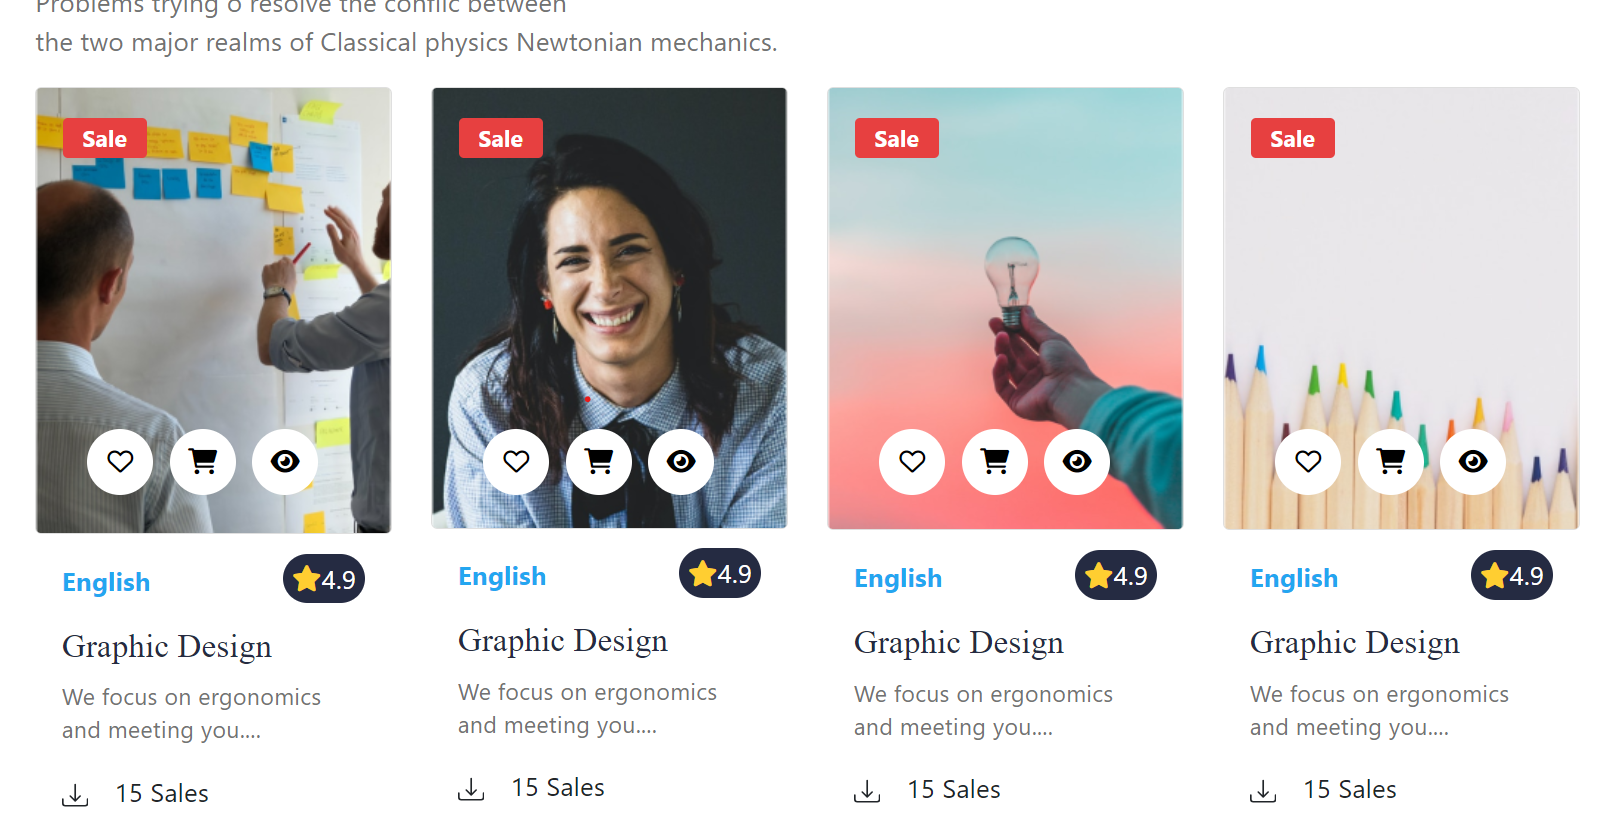 Problems trying o resolve the conflic between
the two major realms of Classical physics Newtonian mechanics.
Sale
Sale
Sale
Sale
English
4.9
English
4.9
English
4.9
English
4.9
Graphic Design
Graphic Design
Graphic Design
Graphic Design
We focus on ergonomics
and meeting you....
We focus on ergonomics
and meeting you....
We focus on ergonomics
and meeting you....
We focus on ergonomics
and meeting you....
15 Sales
15 Sales
15 Sales
15 Sales